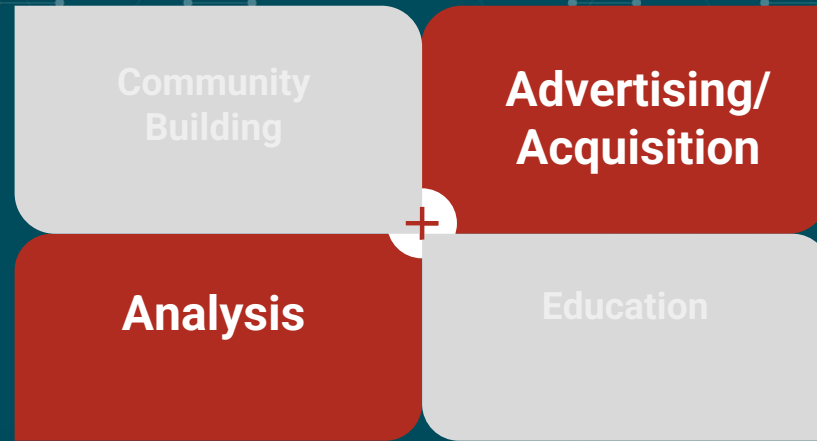 Community
Building
Advertising/
Acquisition
+
Analysis
Education